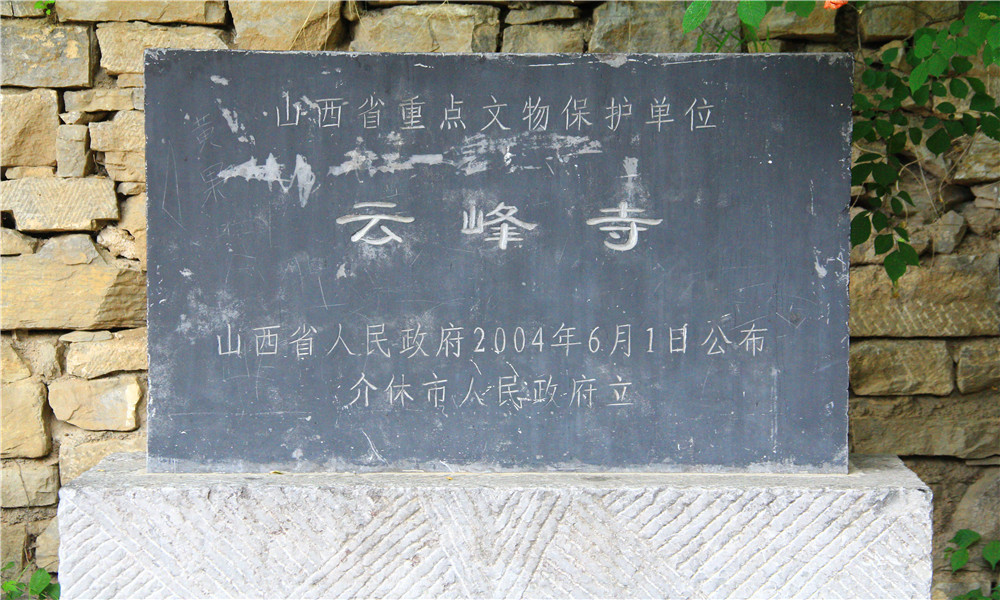 山西省重点文物保护单位
云峰寺
山西省人民政府2004年6月1日公布
介休市人民政府立